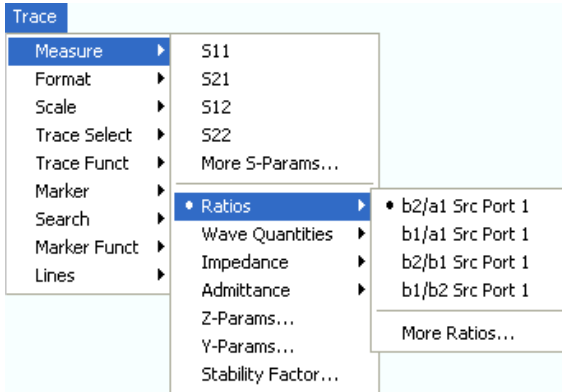 Trace
Measure
Format
Scale
Trace Select
Trace Funct
Marker
Search
Marker Funct
Lines
S11
S21
S12
S22
More S-Params...
Ratios
Wave Quantities
Impedance
Admittance
Z-Params...
Y-Params...
Stability Factor...
b2/a1 Src Port 1
b1/a1 Src Port 1
b2/b1 Src Port 1
b1/b2 Src Port 1
More Ratios...